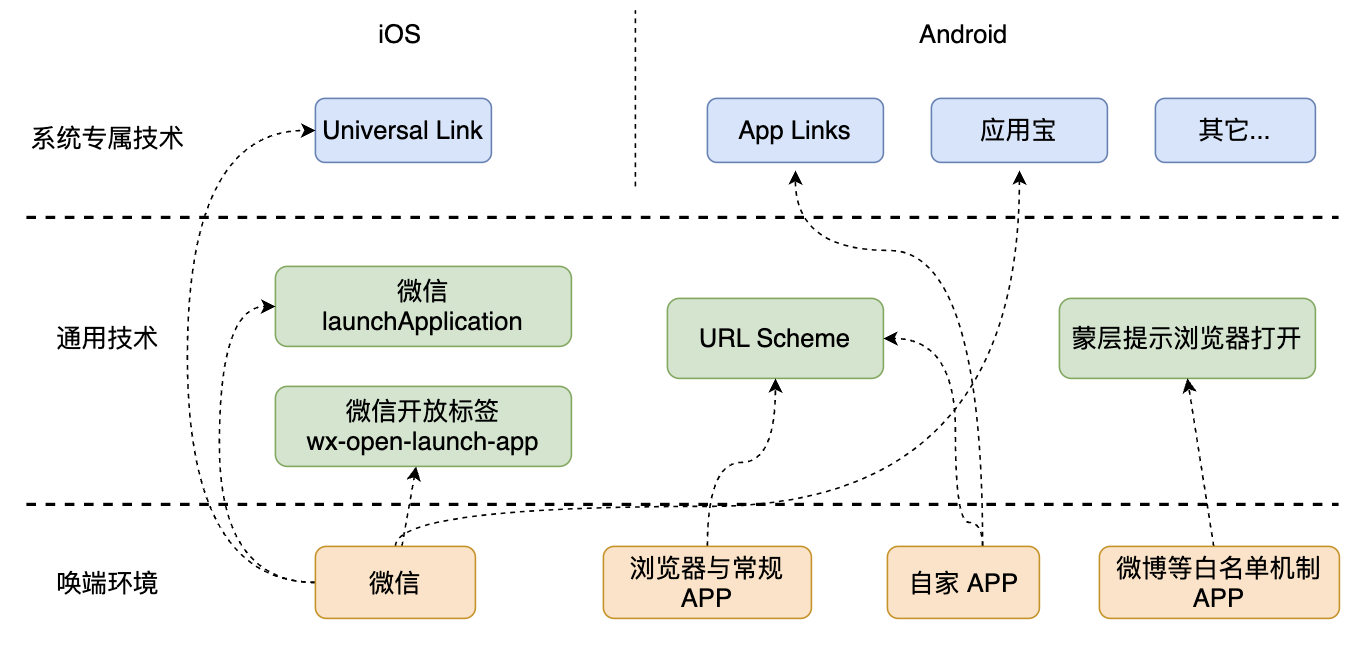 iOS
Android
系统专属技术
Universal Link
App Links
应用宝
其它...
通用技术
微信
launchApplication
微信开放标签
wx-open-launch-app
URL Scheme
蒙层提示浏览器打开
唤端环境
微信
浏览器与常规
APP
自家 APP
微博等白名单机制
APP